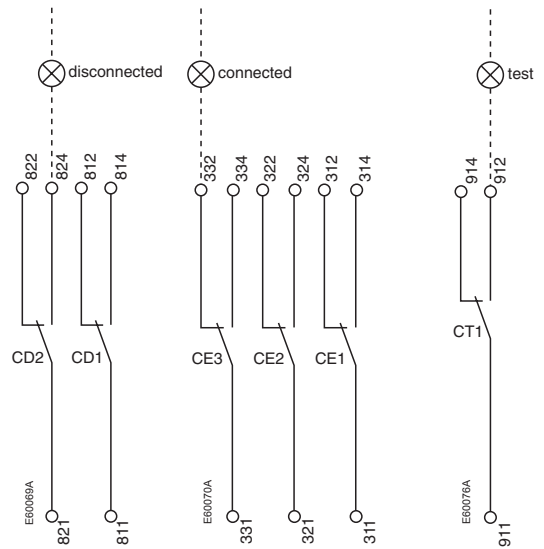 disconnected
connected
test
822
824
812
814
332
334
322
324
312
314
914
912
CD2
CD1
CE3
CE2
CE1
CT1
E60069A
E60070A
E60076A
821
811
331
321
311
911